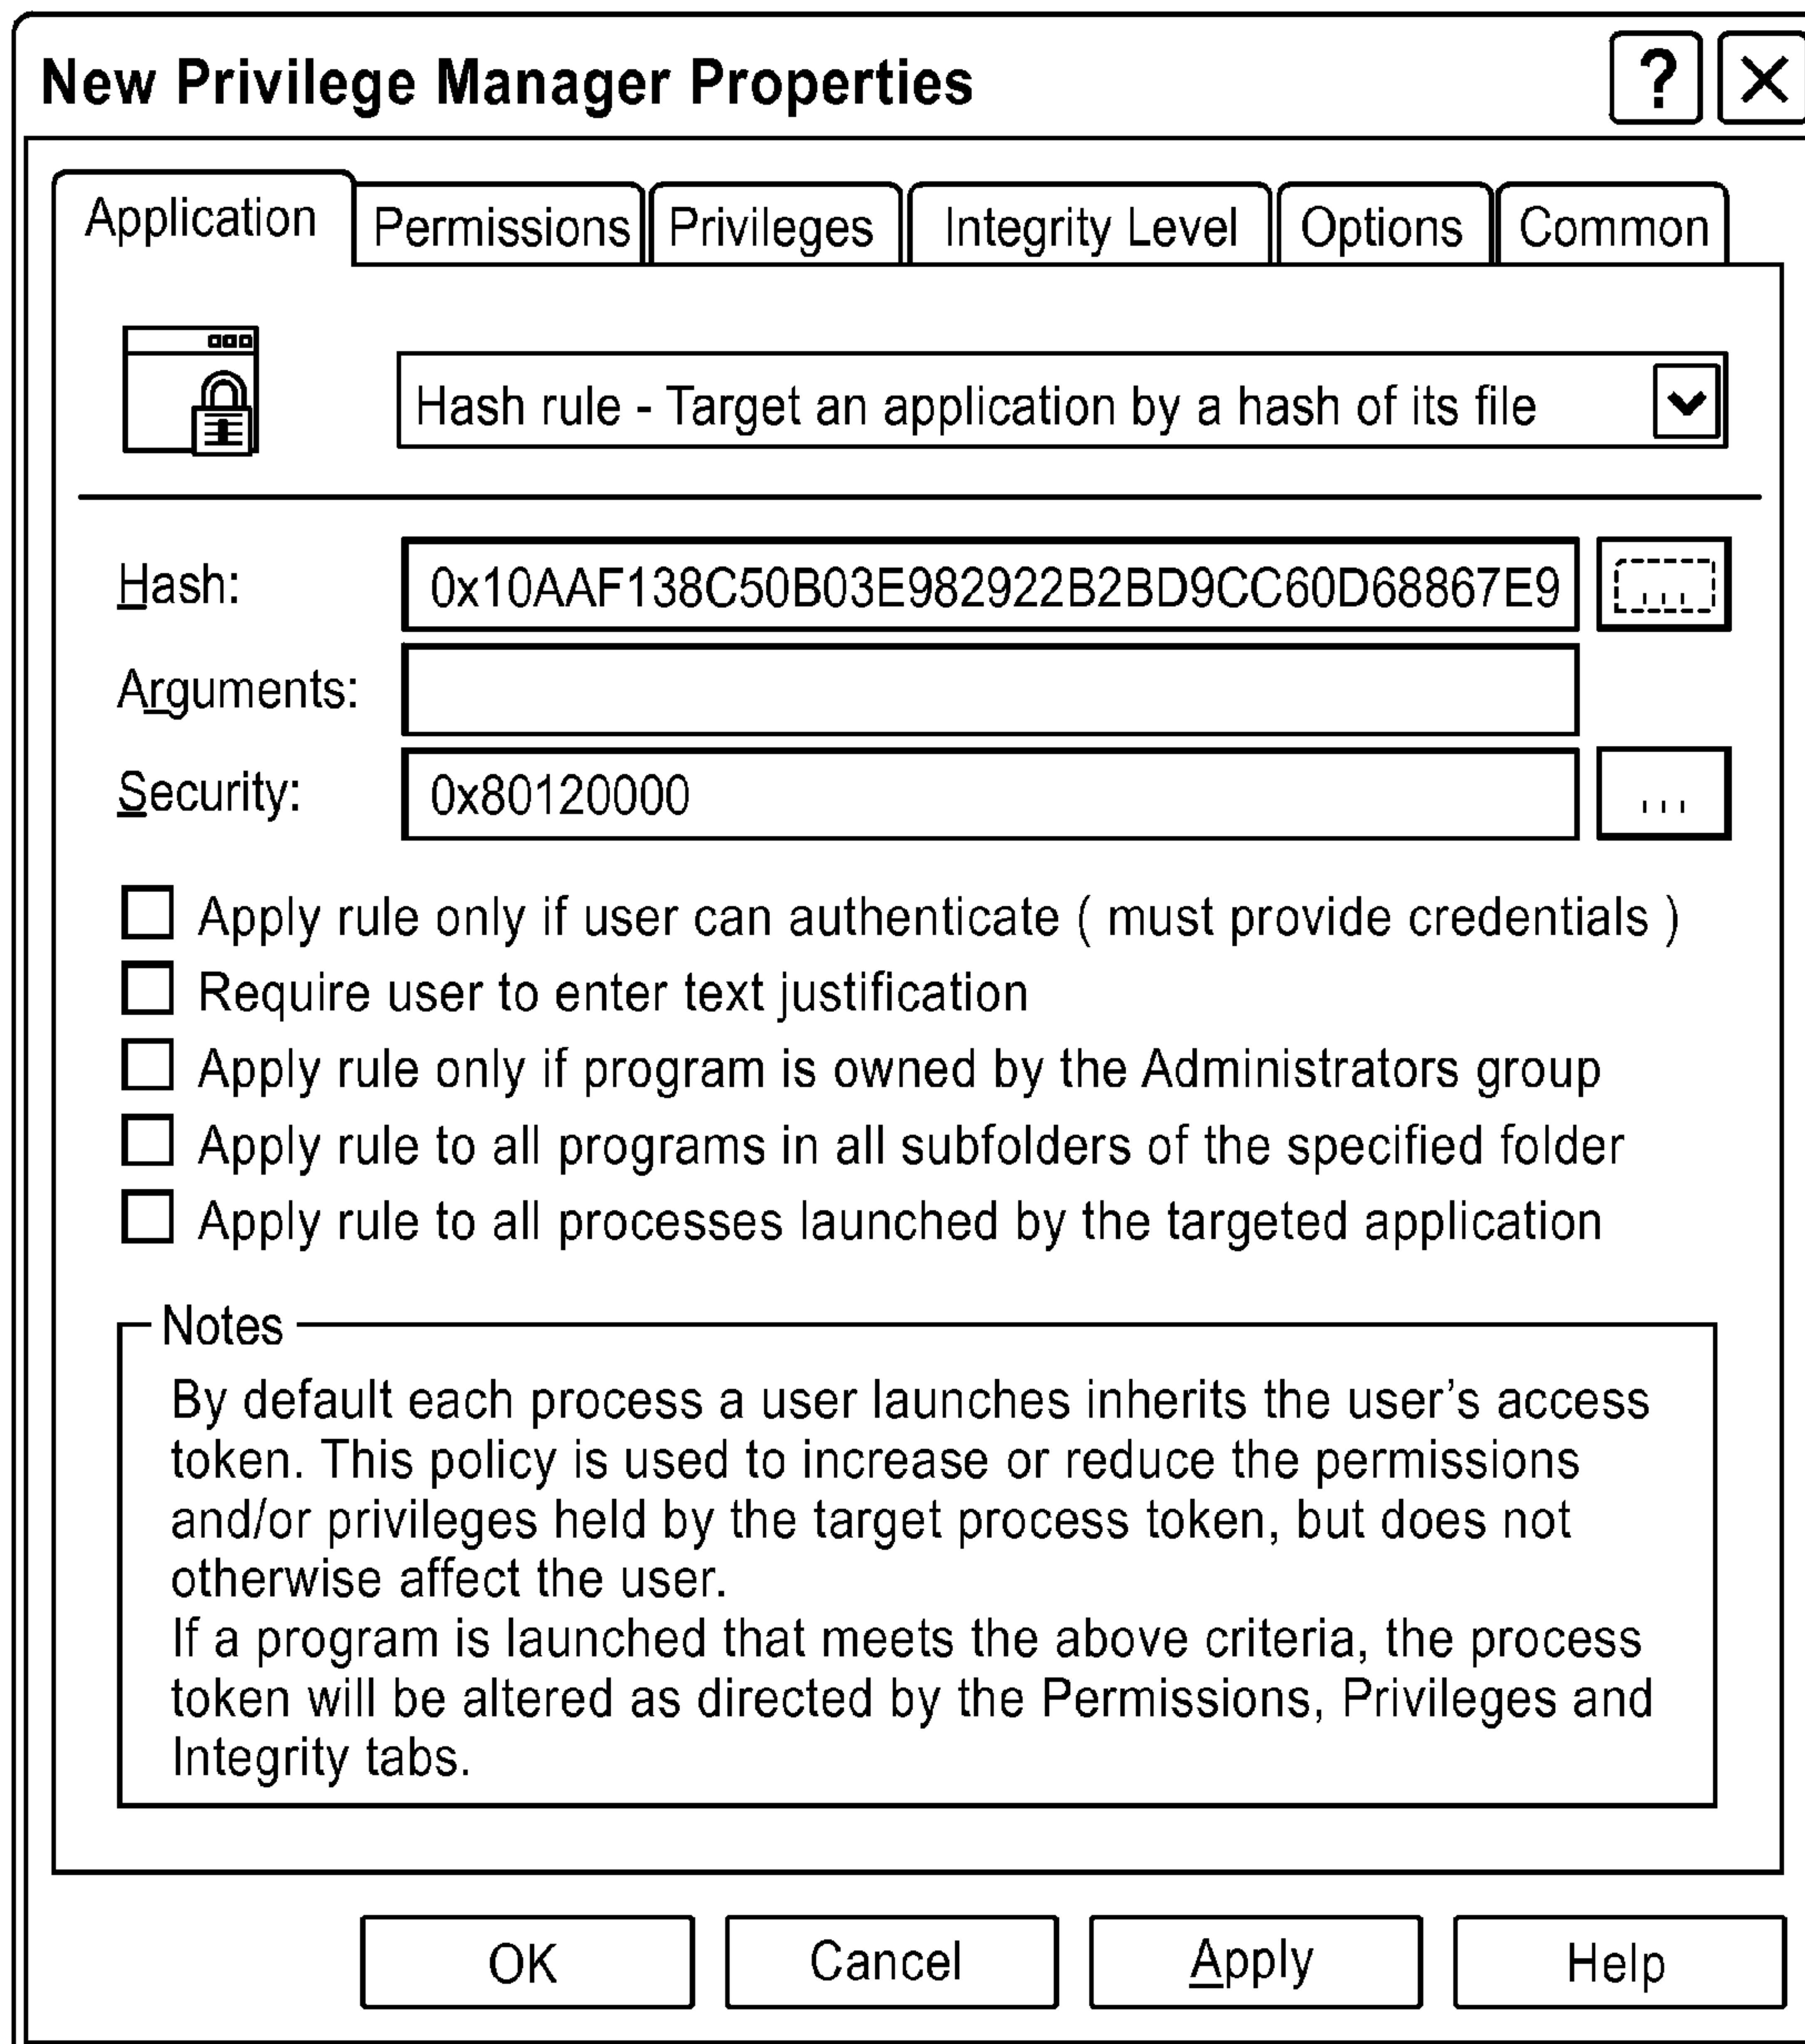 New Privilege Manager Properties
?
Application
Permissions
Privileges
Integrity Level
Options
Common
Hash rule - Target an application by a hash of its file
Hash:
0x10AAF138C50B03E982922B2BD9CC60D68867E9
...
Arguments:
Security:
0x80120000
...
Apply rule only if user can authenticate ( must provide credentials )
Require user to enter text justification
Apply rule only if program is owned by the Administrators group
Apply rule to all programs in all subfolders of the specified folder
Apply rule to all processes launched by the targeted application
Notes
By default each process a user launches inherits the user’s access
token. This policy is used to increase or reduce the permissions
and/or privileges held by the target process token, but does not
otherwise affect the user.
If a program is launched that meets the above criteria, the process
token will be altered as directed by the Permissions, Privileges and
Integrity tabs.
OK
Cancel
Apply
Help